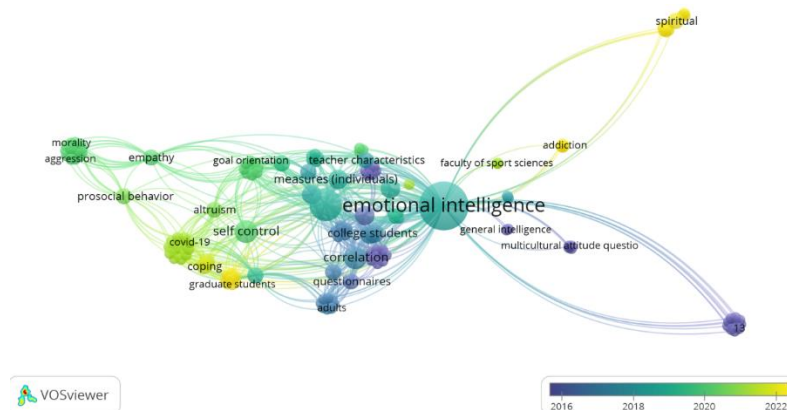 spiritual
morality
aggression
empathy
goal orientation
teacher characteristics
faculty of sport sciences
addiction
measures (individuals)
prosocial behavior
altruism
emotional intelligence
self control
college students
general intelligence
multicultural attitude questio
covid-19
correlation
coping
graduate students
questionnaires
adults
13
VOSviewer
2016 2018 2020 2022